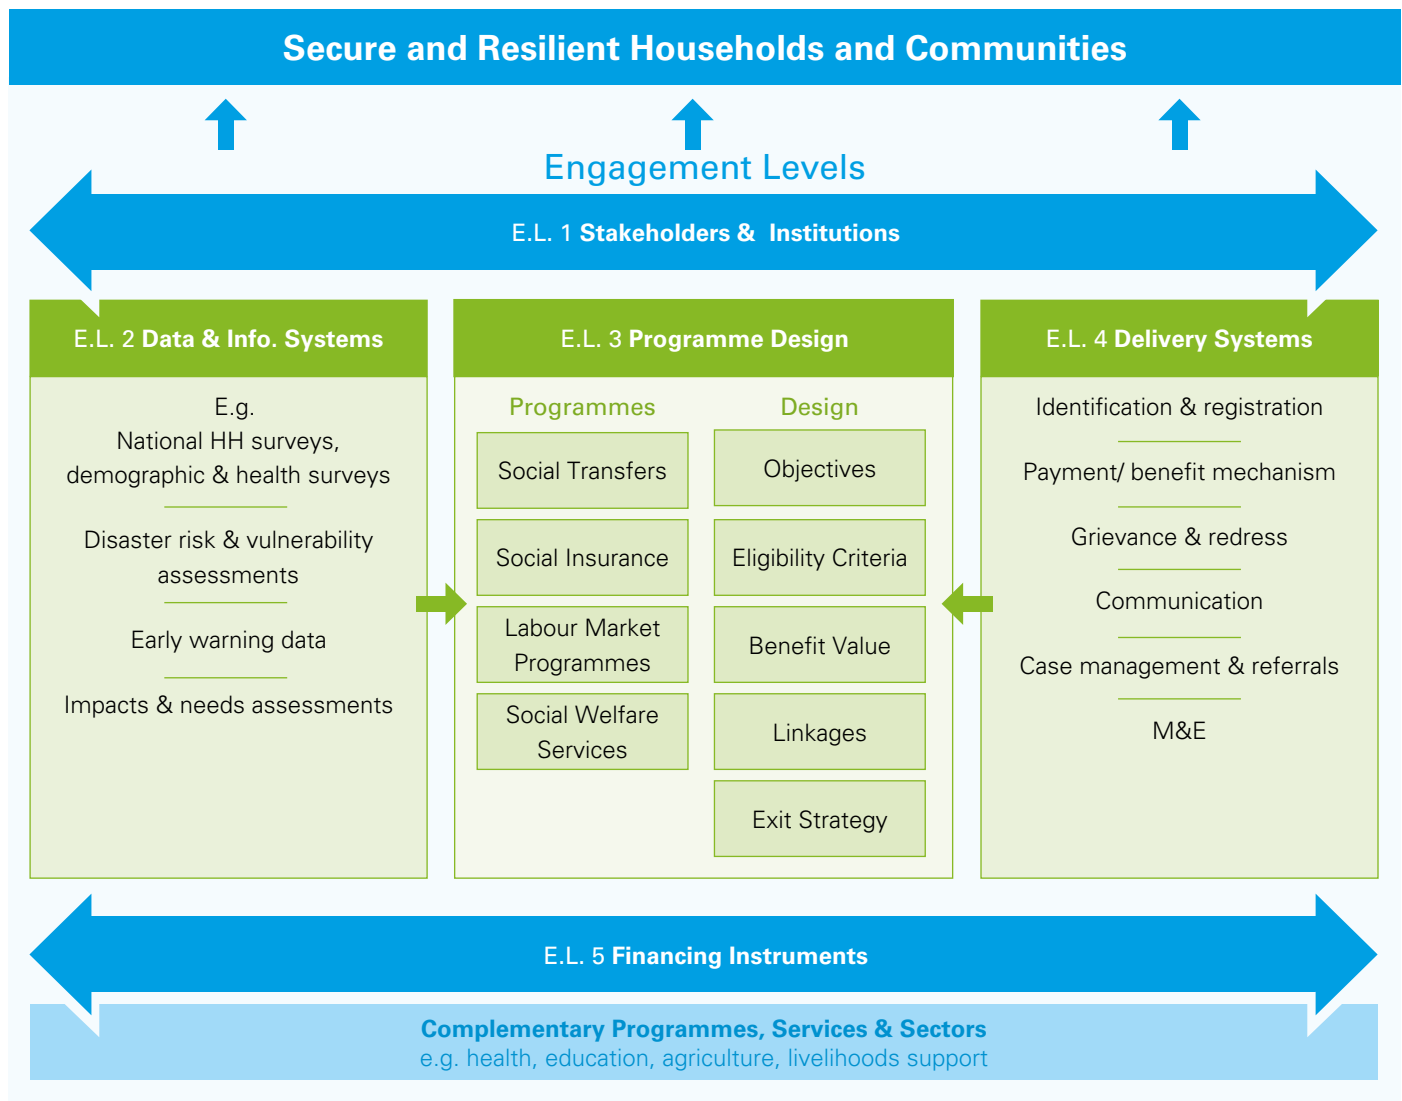 Secure and Resilient Households and Communities
Engagement Levels
E.L. 1 Stakeholders & Institutions
E.L. 2 Data & Info. Systems
E.g.
National HH surveys,
demographic & health surveys
Disaster risk & vulnerability
assessments
Early warning data
Impacts & needs assessments
E.L. 3 Programme Design
Programmes
Social Transfers
Social Insurance
Labour Market
Programmes
Social Welfare
Services
Design
Objectives
Eligibility Criteria
Benefit Value
Linkages
Exit Strategy
E.L. 4 Delivery Systems
Identification & registration
Payment/ benefit mechanism
Grievance & redress
Communication
Case management & referrals
M&E
E.L. 5 Financing Instruments
Complementary Programmes, Services & Sectors
e.g. health, education, agriculture, livelihoods support